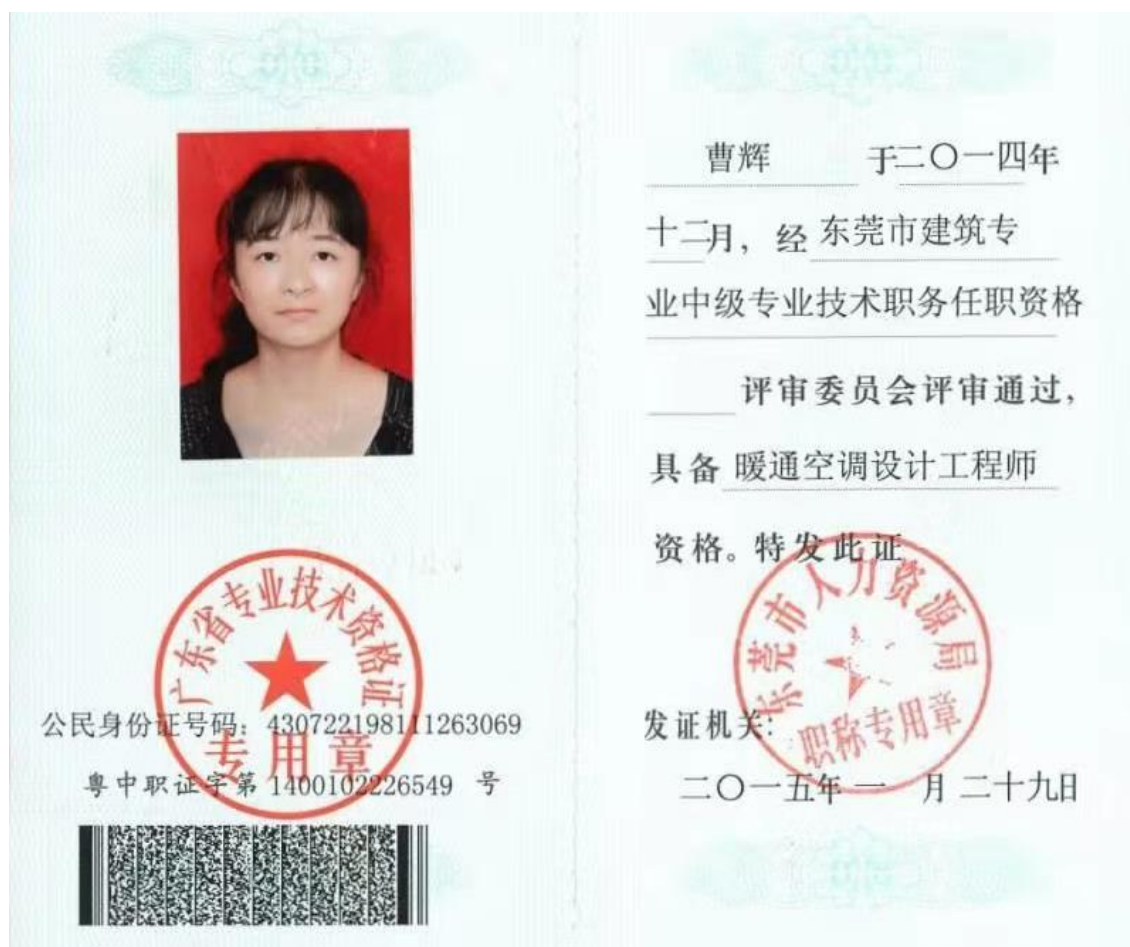 广东省专业技术资格证
专用章
公民身份证号码：430722198111263069
粤中职证字第 1400102226549 号
曹辉 于二〇一四年
十二月，经 东莞市建筑专
业中级专业技术职务任职资格
评审委员会评审通过，
具备 暖通空调设计工程师
资格。特发此证
东莞市人力资源局
职称专用章
发证机关：
二〇一五年 一 月 二十九日